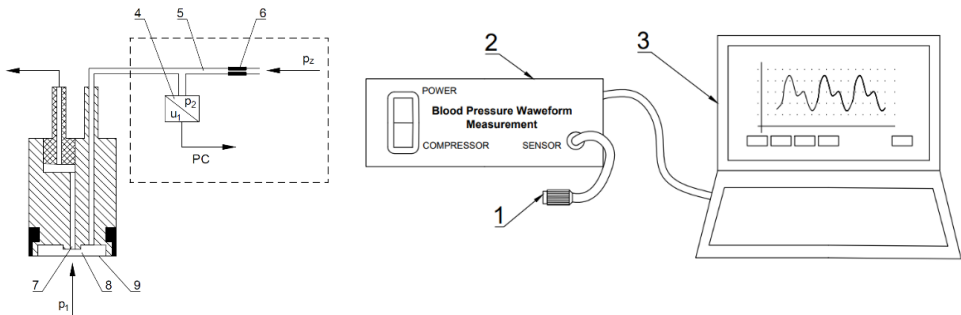 4
5
6
p2
u1
pz
PC
7
8
9
p1
2
POWER
Blood Pressure Waweform
Measurement
COMPRESSOR SENSOR
1
3